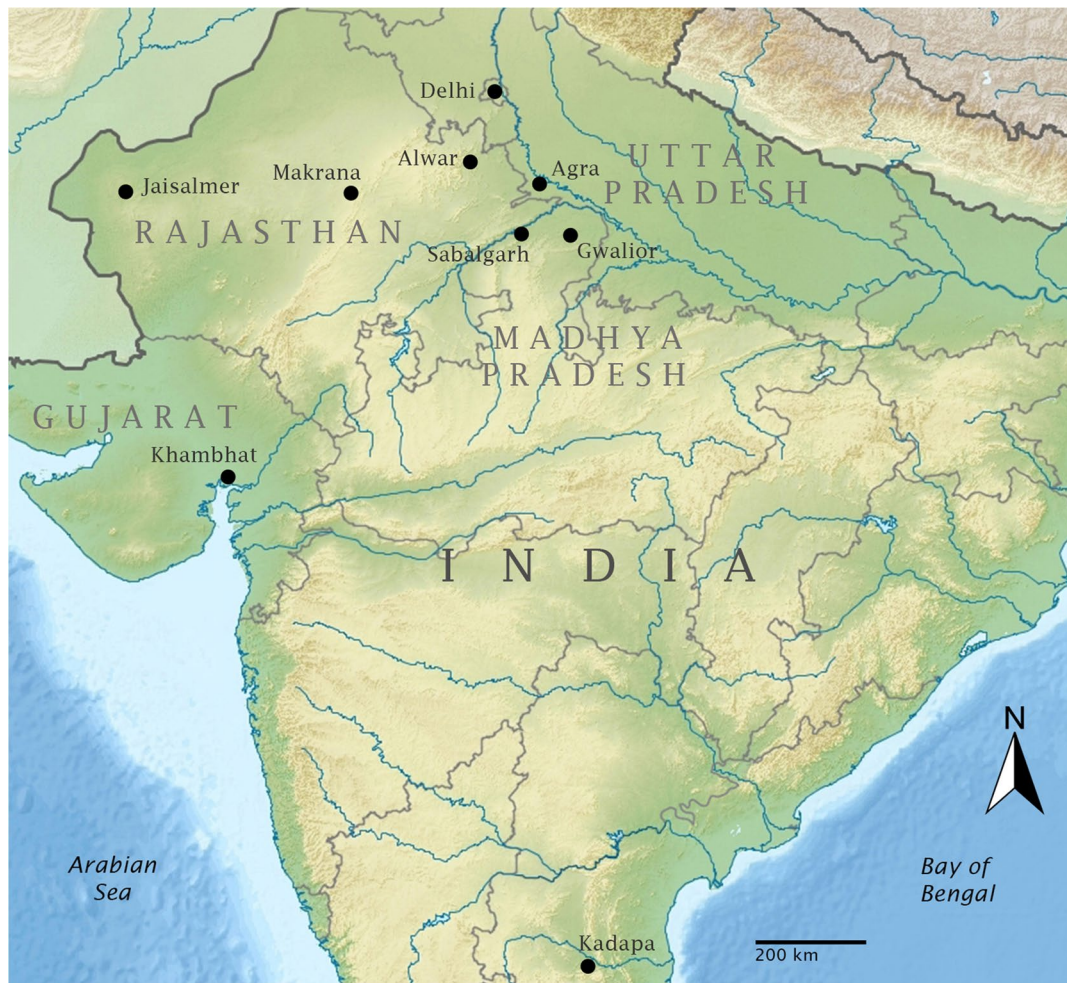 Delhi
Alwar
Agra
UTTAR
PRADESH
Makrana
Jaisalmer
RAJASTHAN
Sabalgarh
Gwalior
MADHYA
PRADESH
GUJARAT
Khambhat
INDIA
N
Arabian
Sea
Bay of
Bengal
Kadapa
200 km